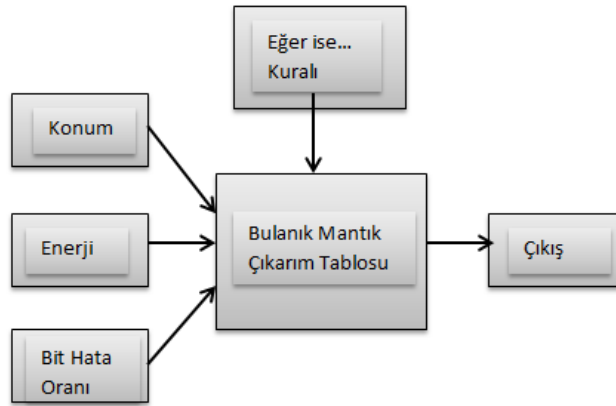 Eğer ise...
Kuralı
Konum
Enerji
Bit Hata
Oranı
Bulanık Mantık
Çıkarım Tablosu
Çıkış